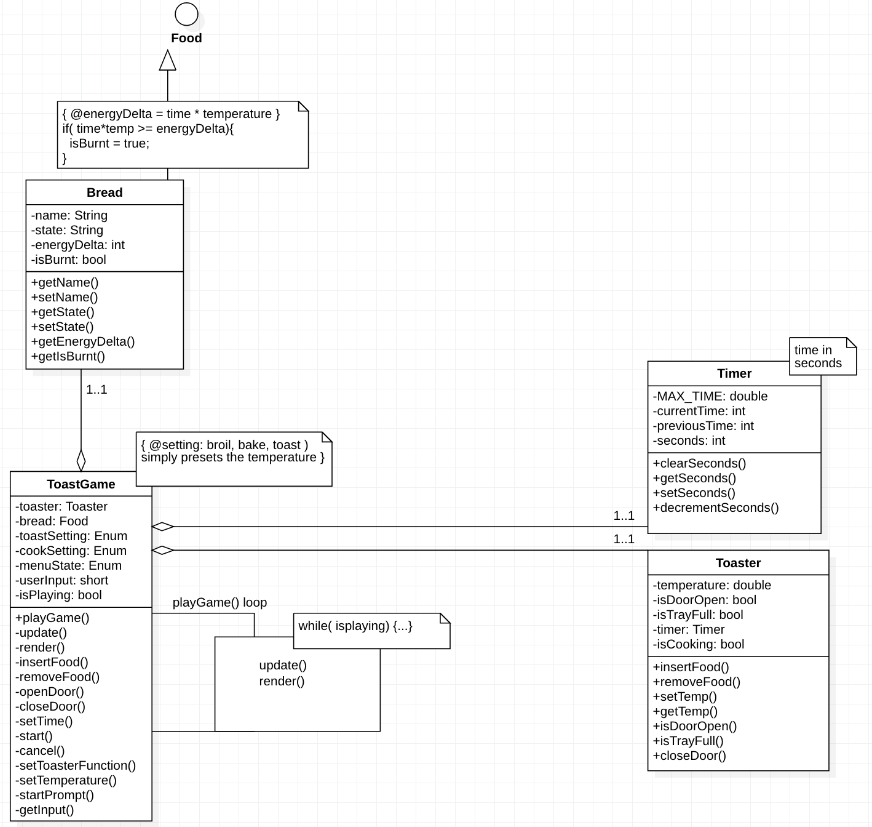 Food
{ @energyDelta = time * temperature }
if( time*temp >= energyDelta){
isBurnt = true;
}
Bread
-name: String
-state: String
-energyDelta: int
-isBurnt: bool
+getName()
+setName()
+getState()
+setState()
+getEnergyDelta()
+getIsBurnt()
1..1
{ @setting: broil, bake, toast )
simply presets the temperature }
ToastGame
-toaster: Toaster
-bread: Food
-toastSetting: Enum
-cookSetting: Enum
-menuState: Enum
-userInput: short
-isPlaying: bool
+playGame()
-update()
-render()
-insertFood()
-removeFood()
-openDoor()
-closeDoor()
-setTime()
-start()
-cancel()
-setToasterFunction()
-setTemperature()
-startPrompt()
-getInput()
playGame() loop
while( isplaying) {...}
update()
render()
time in
seconds
Timer
-MAX_TIME: double
-currentTime: int
-previousTime: int
-seconds: int
+clearSeconds()
+getSeconds()
+setSeconds()
+decrementSeconds()
1..1
1..1
Toaster
-temperature: double
-isDoorOpen: bool
-isTrayFull: bool
-timer: Timer
-isCooking: bool
+insertFood()
+removeFood()
+setTemp()
+getTemp()
+isDoorOpen()
+isTrayFull()
+closeDoor()